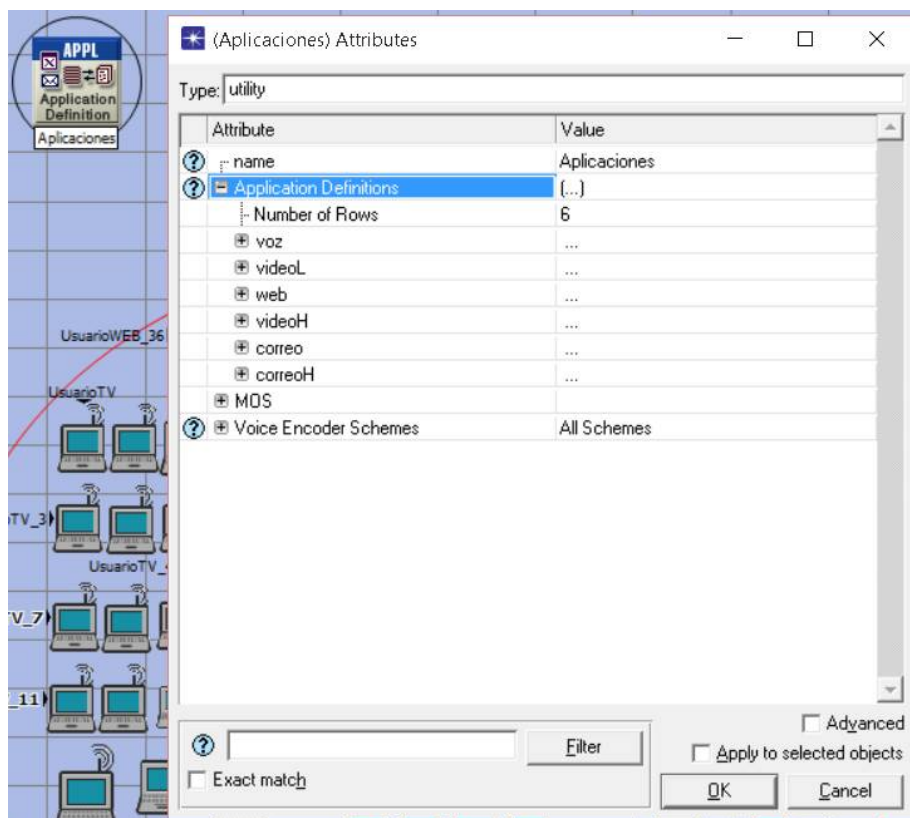 APPL
Application
Definition
Aplicaciones
UsuarioWEB_36
UsuarioTV
TV_3
UsuarioTV_
V_7
_11
(Aplicaciones) Attributes
Type: utility
Attribute Value
name Aplicaciones
Application Definitions (...)
Number of Rows 6
voz ...
videoL ...
web ...
videoH ...
correo ...
correoH ...
MOS
Voice Encoder Schemes All Schemes
Advanced
Filter
Apply to selected objects
Exact match
OK Cancel